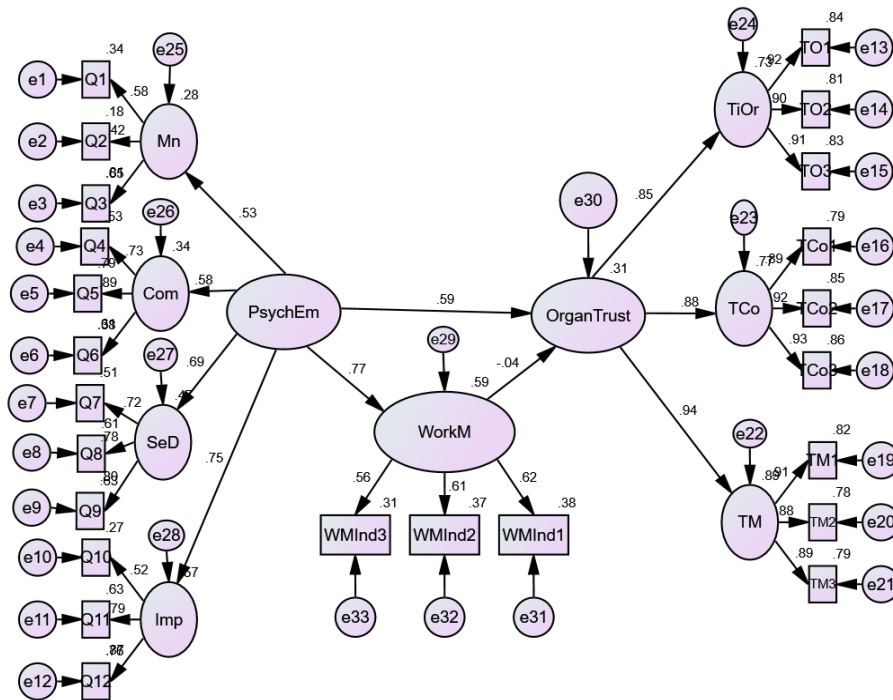 e1
Q1
.34
.58
e25
.28
Mn
e2
Q2
.18
.42
e3
Q3
.65
.53
e4
Q4
.53
.73
e26
.34
.58
Com
e5
Q5
.79
.89
e6
Q6
e27
.69
SeD
e7
Q7
.51
.72
e8
Q8
.61
.78
e9
Q9
e28
.75
Imp
e10
Q10
.27
.52
e11
Q11
.63
.79
e12
Q12
PsychEm
.59
.77
e29
.59
-.04
WorkM
.56
.61
.62
.31
.37
.38
WMInd3
WMInd2
WMInd1
e33
e32
e31
e30
.31
OrganTrust
.85
.88
.94
e24
.73
.92
TiOr
.90
.91
TO1
.84
e13
TO2
.81
e14
TO3
.83
e15
e23
.77
.89
TCo
.92
.93
TCo1
.79
e16
TCo2
.85
e17
TCo3
.86
e18
e22
.89
.91
TM
.88
.89
TM1
.82
e19
TM2
.78
e20
TM3
.79
e21